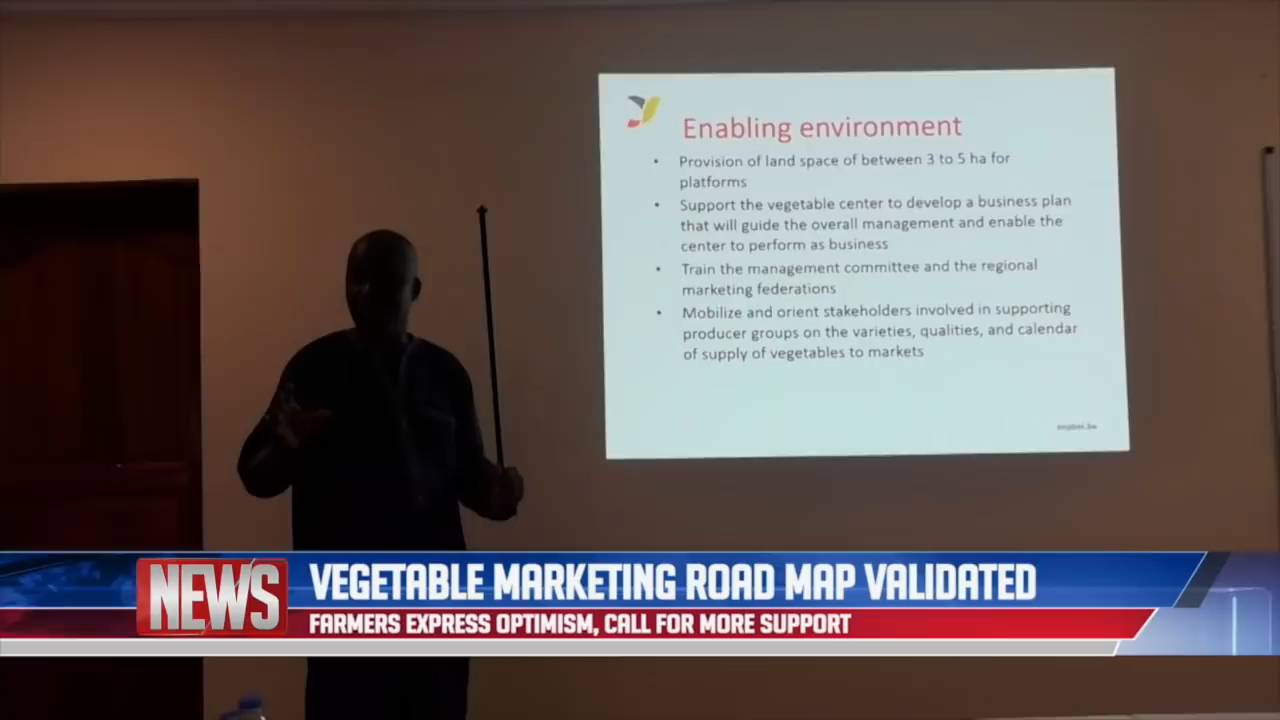 Enabling environment
• Provision of land space of between 3 to 5 ha for
platforms
• Support the vegetable center to develop a business plan
that will guide the overall management and enable the
center to perform as business
• Train the management committee and the regional
marketing federations
• Mobilize and orient stakeholders involved in supporting
producer groups on the varieties, qualities, and calendar
of supply of vegetables to markets
NEWS
VEGETABLE MARKETING ROAD MAP VALIDATED
FARMERS EXPRESS OPTIMISM, CALL FOR MORE SUPPORT